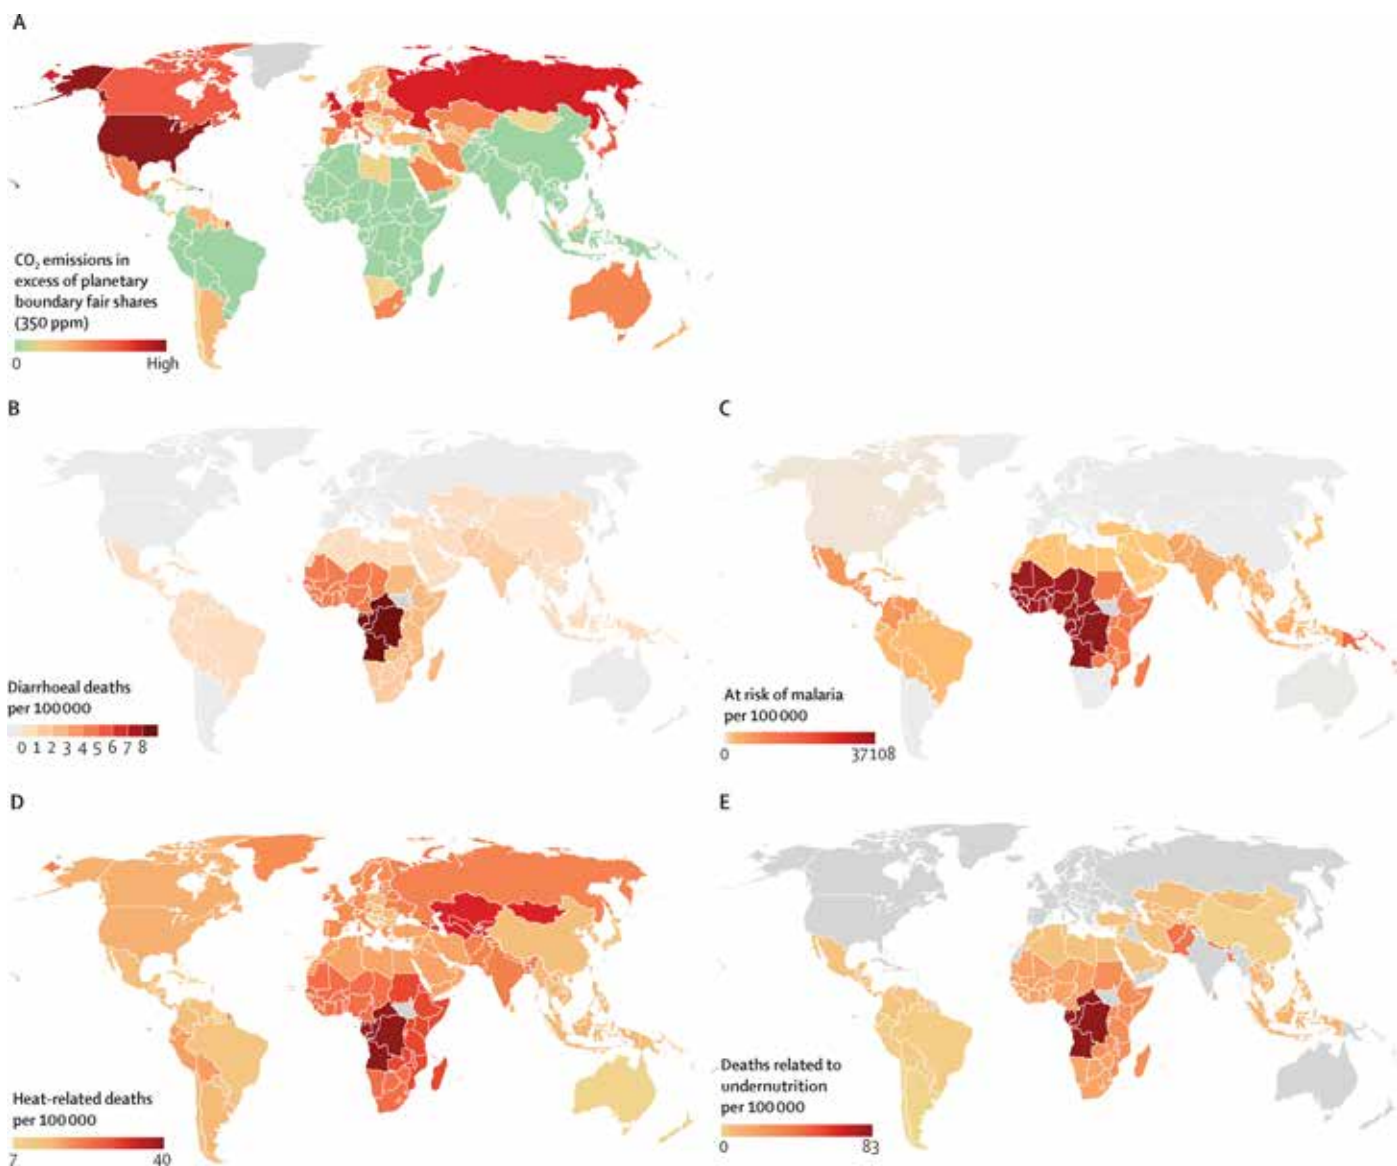 A
CO₂ emissions in
excess of planetary
boundary fair shares
(350 ppm)
0 High
B
Diarrhoeal deaths
per 100 000
0 1 2 3 4 5 6 7 8
C
At risk of malaria
per 100 000
0 37108
D
Heat-related deaths
per 100 000
7 40
E
Deaths related to
undernutrition
per 100 000
0 83